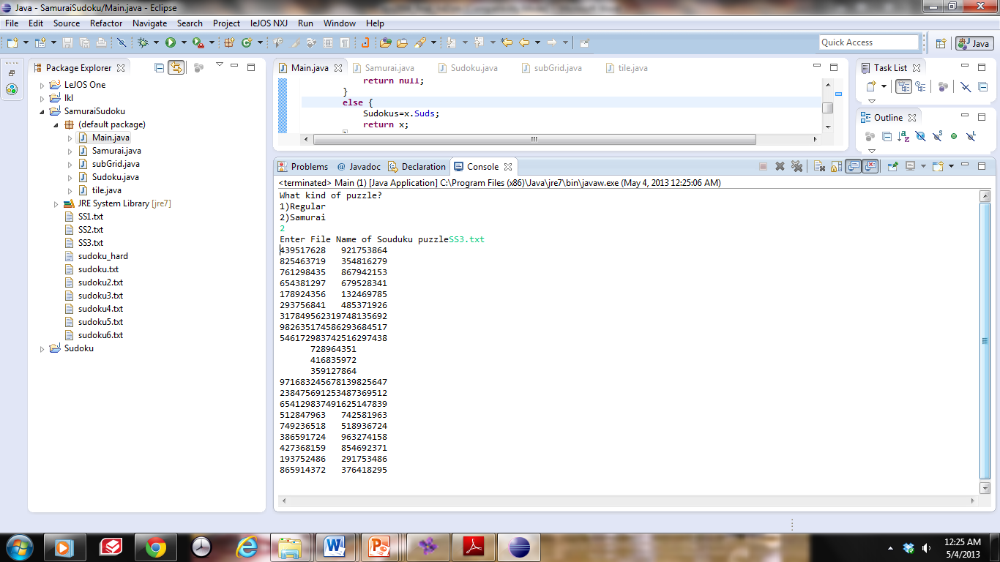 Java - SamuraiSudoku/Main.java - Eclipse
File Edit Source Refactor Navigate Search Project leJOS NXJ Run Window Help
Quick Access
Java
Package Explorer
LeJOS One
lkl
SamuraiSudoku
(default package)
Main.java
Samurai.java
subGrid.java
Sudoku.java
tile.java
JRE System Library [jre7]
SS1.txt
SS2.txt
SS3.txt
sudoku_hard
sudoku.txt
sudoku2.txt
sudoku3.txt
sudoku4.txt
sudoku5.txt
sudoku6.txt
Sudoku
Main.java Samurai.java Sudoku.java subGrid.java tile.java
return null;
}
else {
Sudokus=x.Suds;
return x;
Task List
Outline
Problems @ Javadoc Declaration Console
<terminated> Main (1) [Java Application] C:\Program Files (x86)\Java\jre7\bin\javaw.exe (May 4, 2013 12:25:06 AM)
What kind of puzzle?
1)Regular
2)Samurai
2
Enter File Name of Souduku puzzleSS3.txt
439517628   921753864
825463719   354816279
761298435   867942153
654381297   679528341
178924356   132469785
293756841   485371926
317849562319748135692
982635174586293684517
546172983742516297438
      728964351
      416835972
      359127864
971683245678139825647
238475691253487369512
654129837491625147839
512847963   742581963
749236518   518936724
386591724   963274158
427368159   854692371
193752486   291753486
865914372   376418295
12:25 AM
5/4/2013